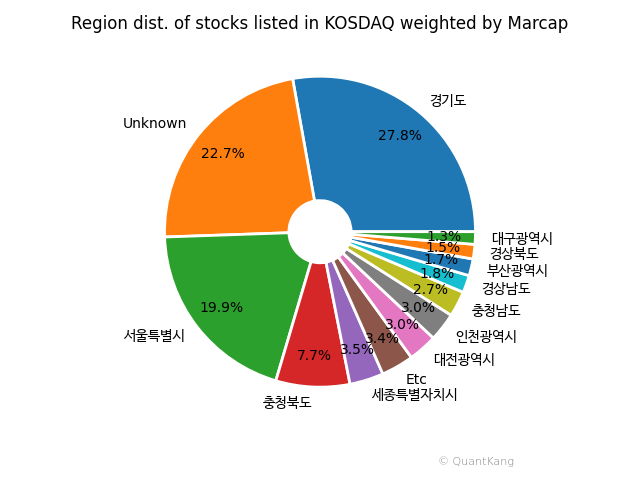 Region dist. of stocks listed in KOSDAQ weighted by Marcap
경기도
27.8%
Unknown
22.7%
서울특별시
19.9%
충청북도
7.7%
세종특별자치시
3.5%
Etc
3.4%
대전광역시
3.0%
인천광역시
3.0%
충청남도
2.7%
경상남도
1.8%
부산광역시
1.7%
경상북도
1.5%
대구광역시
1.3%
© QuantKang